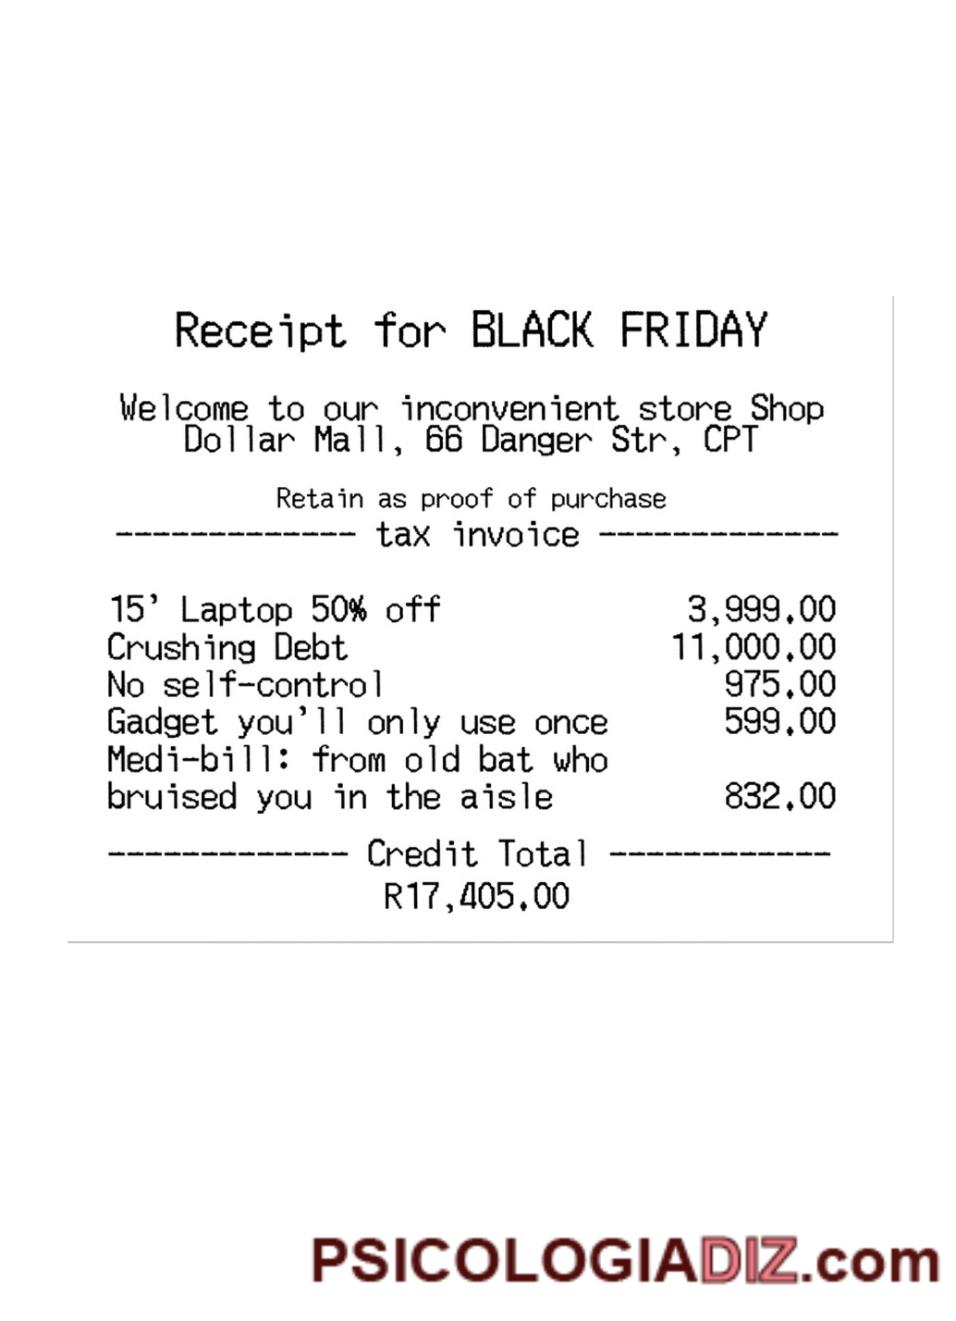 Receipt for BLACK FRIDAY
Welcome to our inconvenient store Shop
Dollar Mall, 66 Danger Str, CPT
Retain as proof of purchase
------------- tax invoice -------------
15' Laptop 50% off 3,999.00
Crushing Debt 11,000.00
No self-control 975.00
Gadget you'll only use once 599.00
Medi-bill: from old bat who
bruised you in the aisle 832.00
------------- Credit Total ------------
R17,405.00
PSICOLOGIADIZ.com